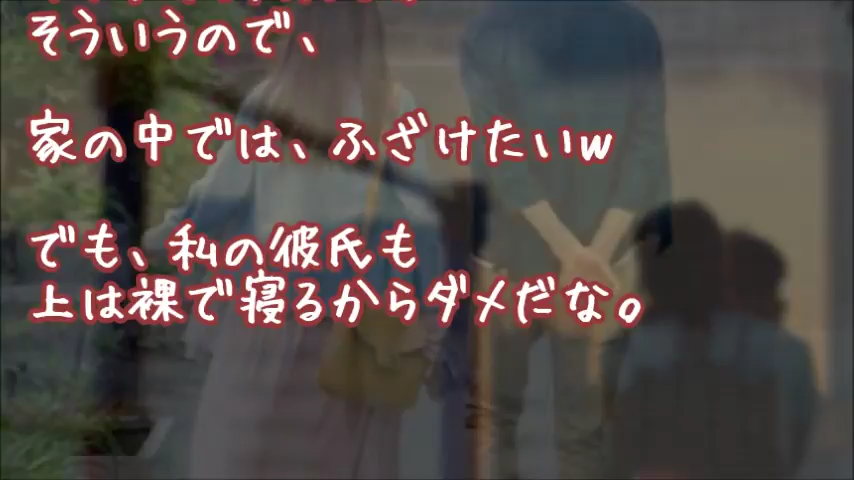 そういうので、
家の中では、ふざけたいw
でも、私の彼氏も
上は裸で寝るからダメだな。